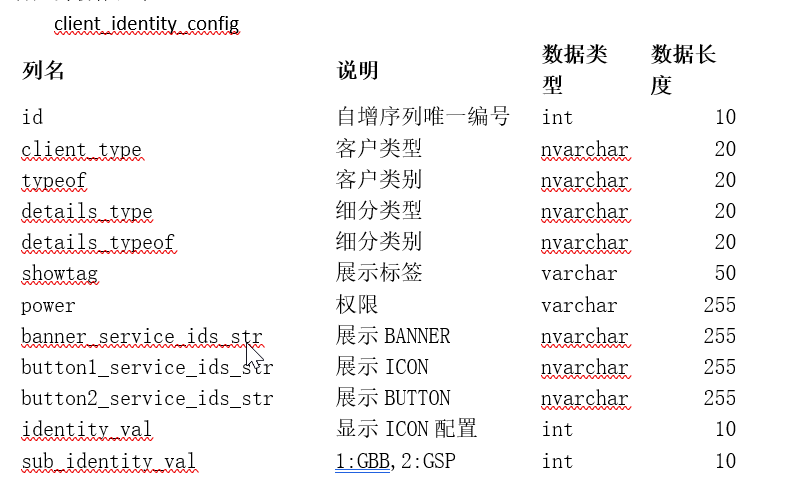 client_identity_config
列名 说明 数据类型 数据长度
id 自增序列唯一编号 int 10
client_type 客户类型 nvarchar 20
typeof 客户类别 nvarchar 20
details_type 细分类型 nvarchar 20
details_typeof 细分类别 nvarchar 20
showtag 展示标签 varchar 50
power 权限 varchar 255
banner_service_ids_str 展示 BANNER nvarchar 255
button1_service_ids_str 展示 ICON nvarchar 255
button2_service_ids_str 展示 BUTTON nvarchar 255
identity_val 显示 ICON 配置 int 10
sub_identity_val 1:GBB,2:GSP int 10